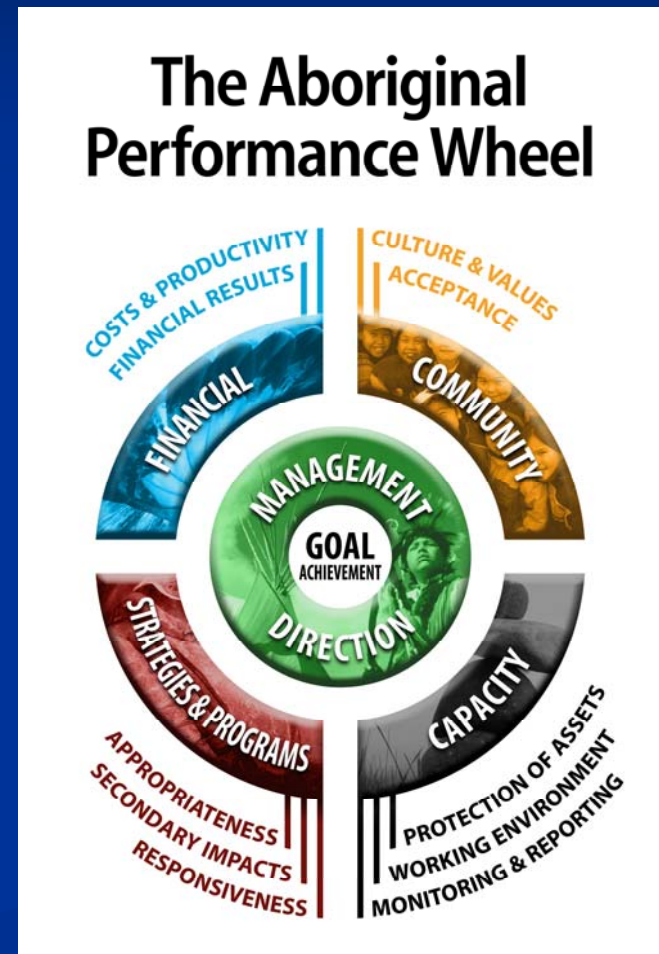 The Aboriginal
Performance Wheel
COSTS & PRODUCTIVITY
FINANCIAL RESULTS
CULTURE & VALUES
ACCEPTANCE
FINANCIAL
COMMUNITY
MANAGEMENT
GOAL
ACHIEVEMENT
DIRECTION
STRATEGIES & PROGRAMS
CAPACITY
APPROPRIATENESS
SECONDARY IMPACTS
RESPONSIVENESS
PROTECTION OF ASSETS
WORKING ENVIRONMENT
MONITORING & REPORTING